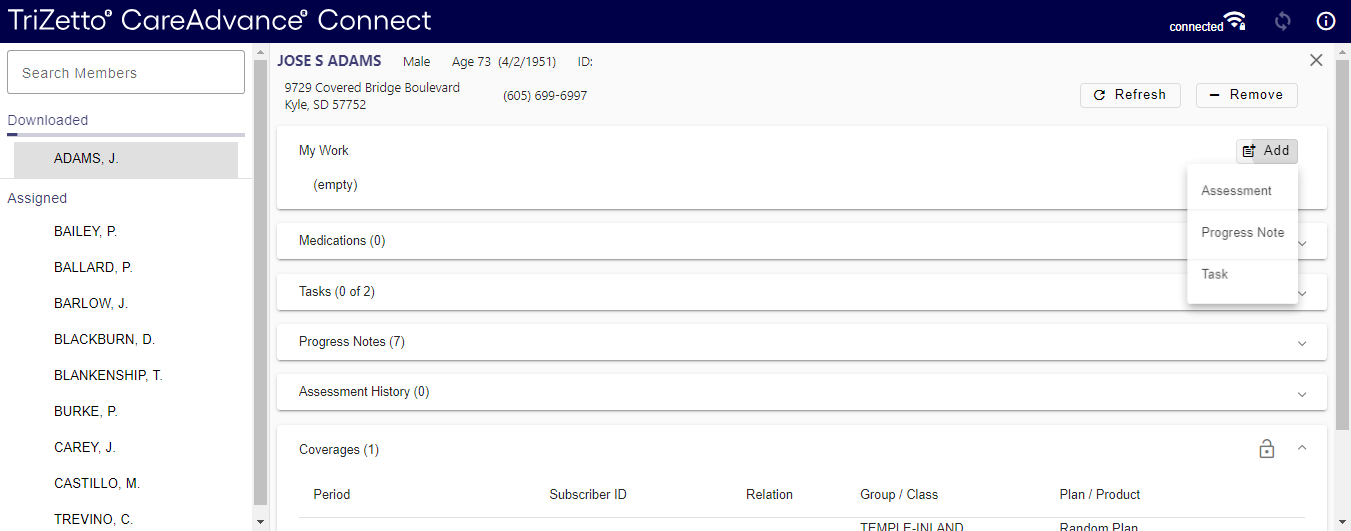 TriZetto® CareAdvance® Connect
connected
Search Members
Downloaded
ADAMS, J.
Assigned
BAILEY, P.
BALLARD, P.
BARLOW, J.
BLACKBURN, D.
BLANKENSHIP, T.
BURKE, P.
CAREY, J.
CASTILLO, M.
TREVINO, C.
JOSE S ADAMS Male Age 73 (4/2/1951) ID:
9729 Covered Bridge Boulevard
Kyle, SD 57752
(605) 699-6997
Refresh
Remove
My Work
Add
(empty)
Assessment
Progress Note
Task
Medications (0)
Tasks (0 of 2)
Progress Notes (7)
Assessment History (0)
Coverages (1)
Period Subscriber ID Relation Group / Class Plan / Product
TEMPLE-INLAND Random Plan